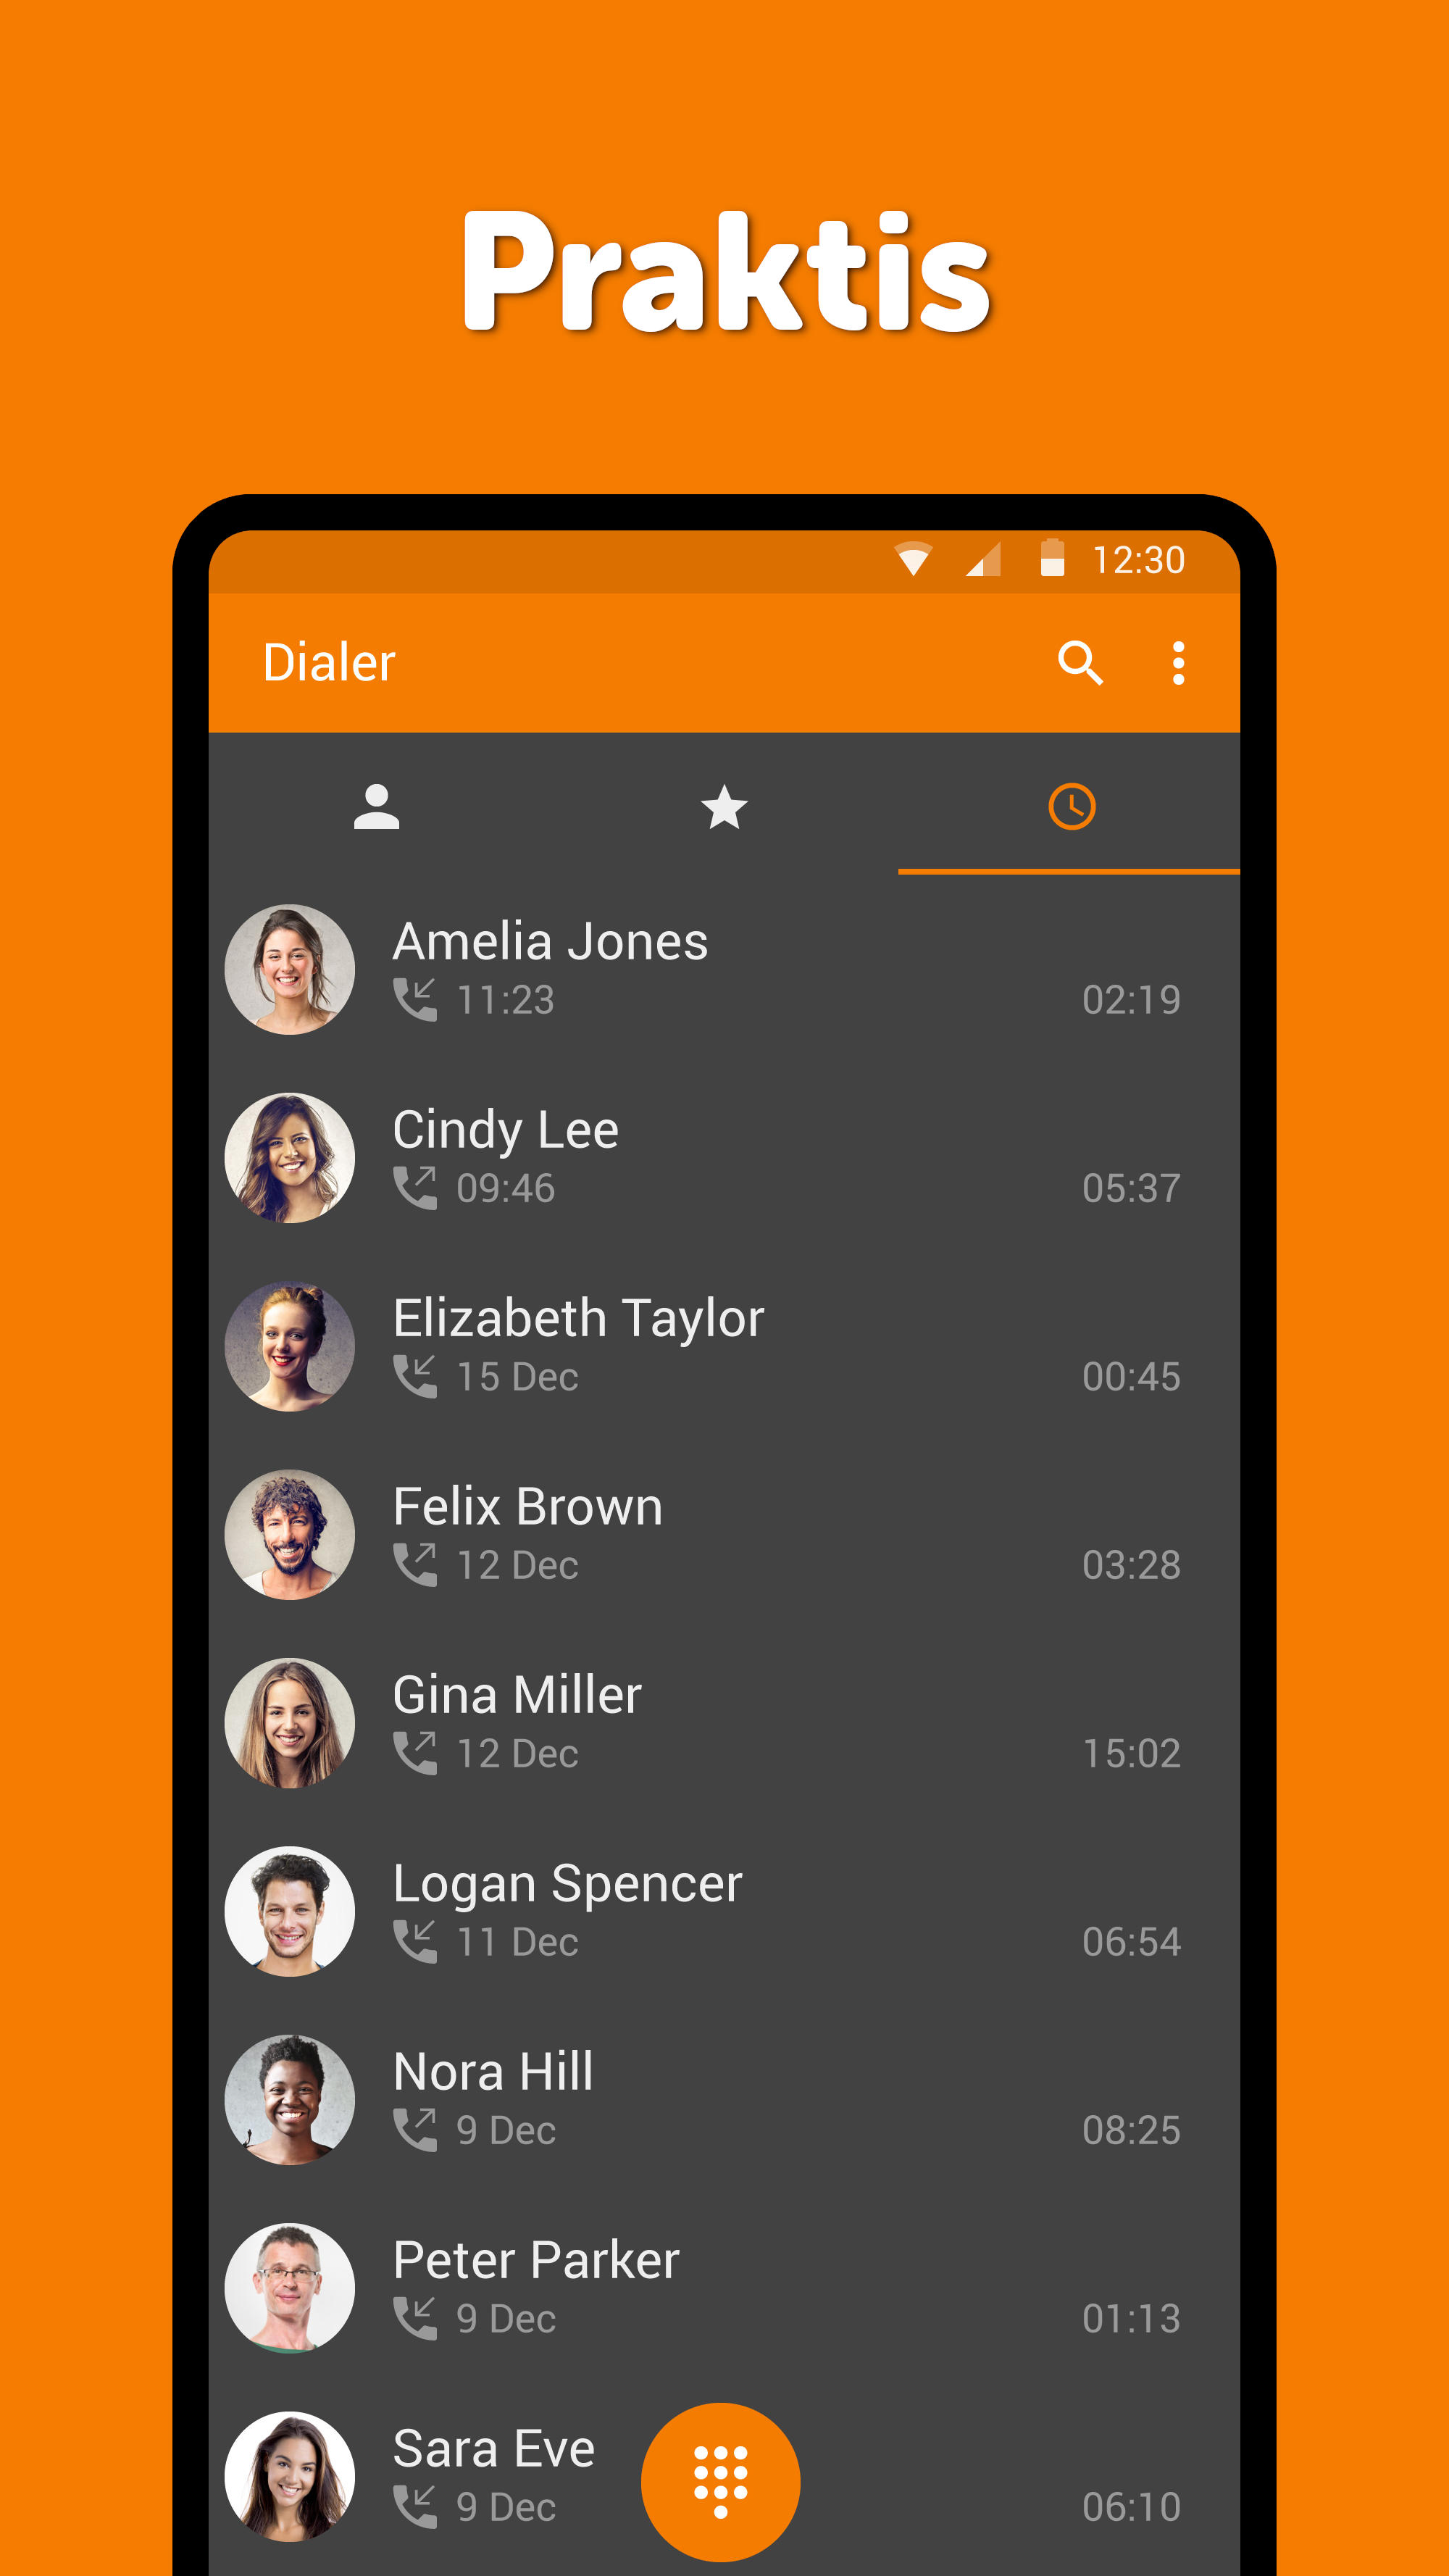 Praktis
12:30
Dialer
Amelia Jones
11:23 02:19
Cindy Lee
09:46 05:37
Elizabeth Taylor
15 Dec 00:45
Felix Brown
12 Dec 03:28
Gina Miller
12 Dec 15:02
Logan Spencer
11 Dec 06:54
Nora Hill
9 Dec 08:25
Peter Parker
9 Dec 01:13
Sara Eve
9 Dec 06:10